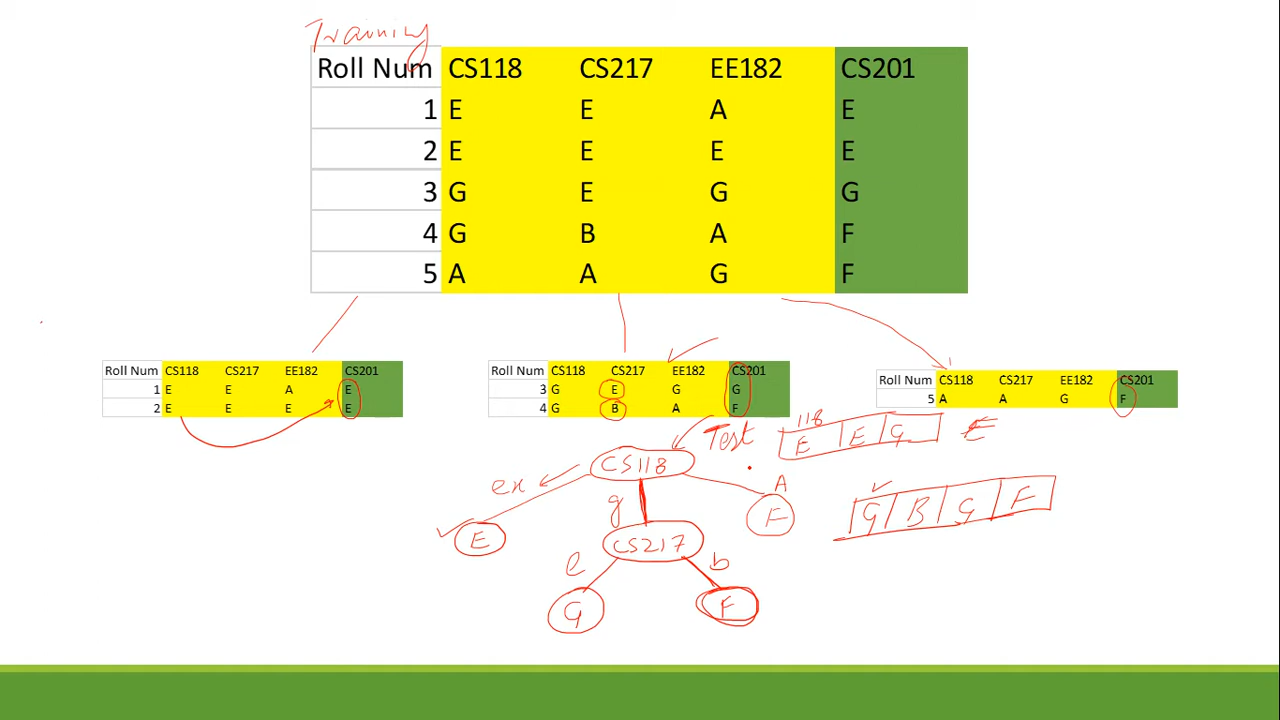 Training
Roll Num CS118 CS217 EE182 CS201
1 E E A E
2 E E E E
3 G E G G
4 G B A F
5 A A G F
Roll Num CS118 CS217 EE182 CS201
1 E E A E
2 E E E E
Roll Num CS118 CS217 EE182 CS201
3 G E G G
4 G B A F
Roll Num CS118 CS217 EE182 CS201
5 A A G F
118
Test E E G E
CS118
ex g A
E CS217 F
G B G F
e b
G F